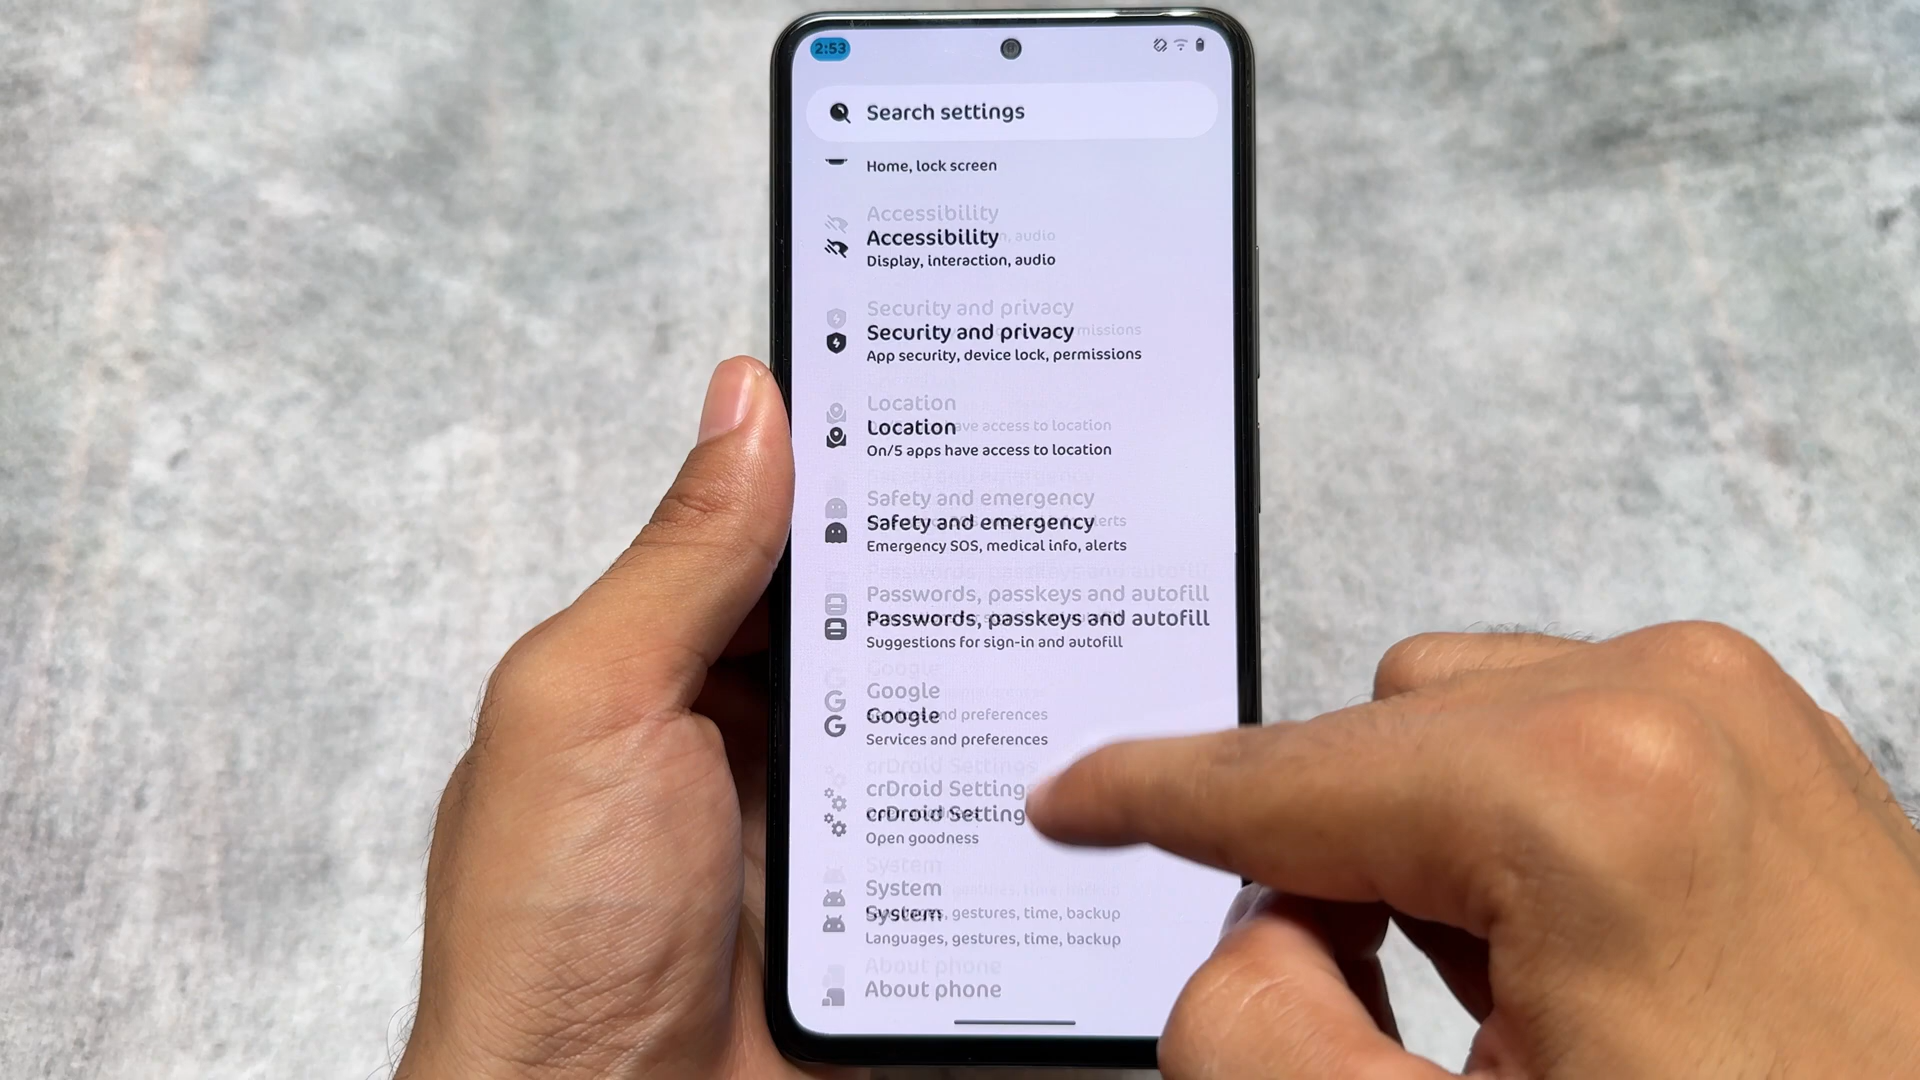 2:53
Search settings
Home, lock screen
Accessibility
Accessibility
Display, interaction, audio
Security and privacy
Security and privacy
App security, device lock, permissions
Location
Location
On/5 apps have access to location
Safety and emergency
Safety and emergency
Emergency SOS, medical info, alerts
Passwords, passkeys and autofill
Passwords, passkeys and autofill
Suggestions for sign-in and autofill
Google
Google
Services and preferences
crDroid Settings
crDroid Setting
crDroid Setting
Open goodness
System
System
System
Languages, gestures, time, backup
About phone
About phone